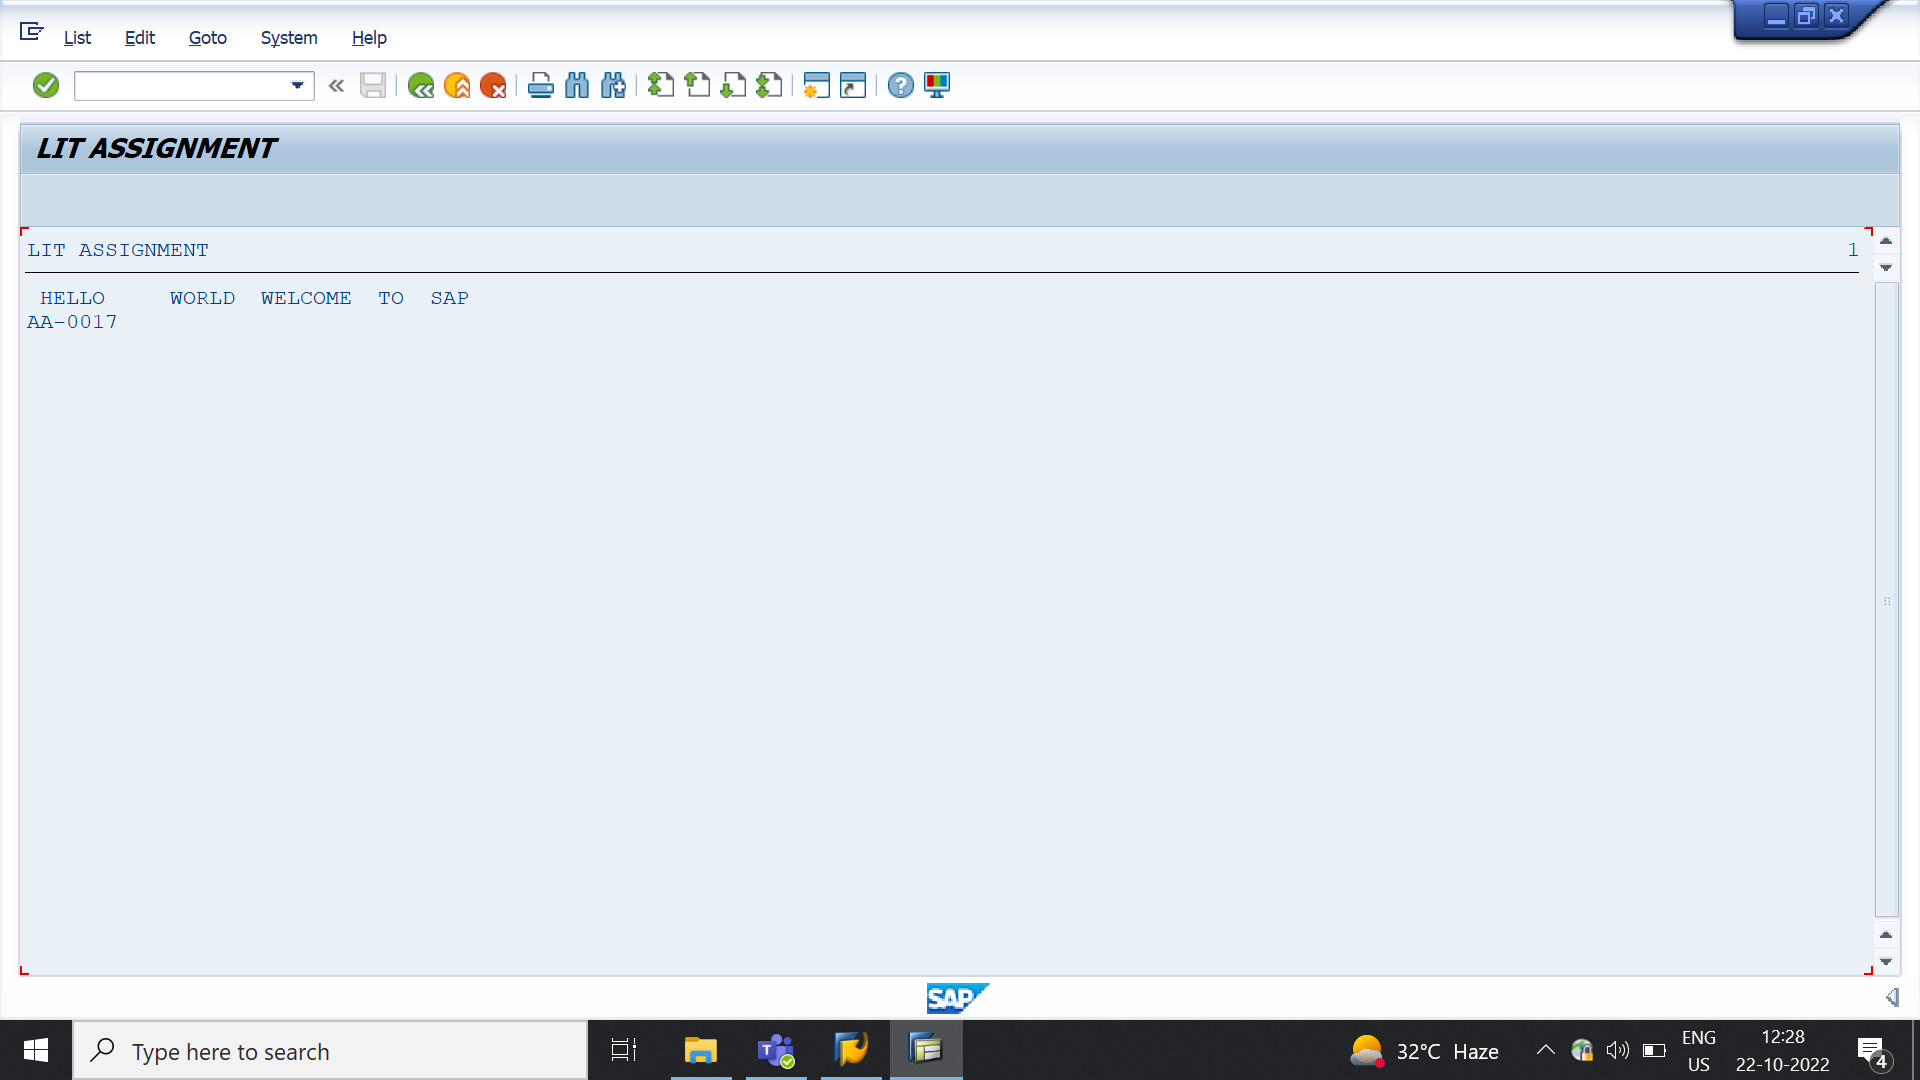 List Edit Goto System Help
LIT ASSIGNMENT
LIT ASSIGNMENT 1
HELLO WORLD WELCOME TO SAP
AA-0017
SAP
Type here to search
T
32°C Haze
ENG
US
12:28
22-10-2022
4